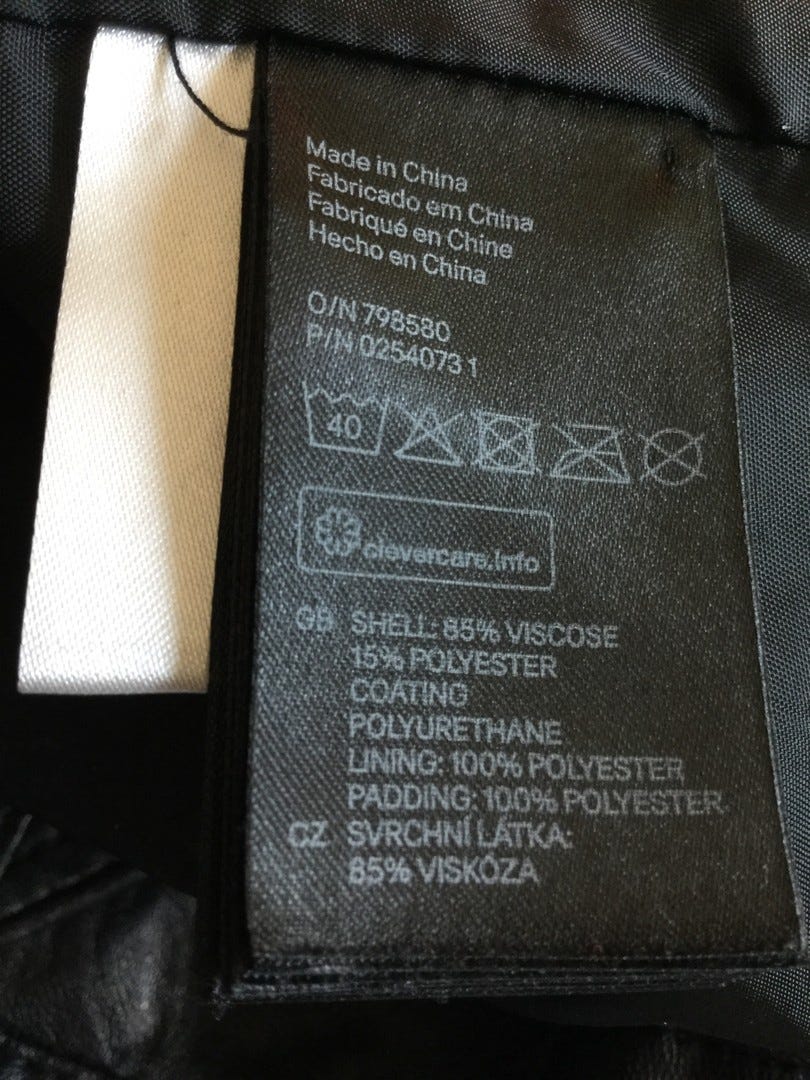 Made in China
Fabricado em China
Fabriqué en Chine
Hecho en China
O/N 798580
P/N 0254073 1
40
clevercare.info
GB SHELL: 85% VISCOSE
15% POLYESTER
COATING
POLYURETHANE
LINING: 100% POLYESTER
PADDING: 100% POLYESTER
CZ SVRCHNÍ LÁTKA:
85% VISKÓZA